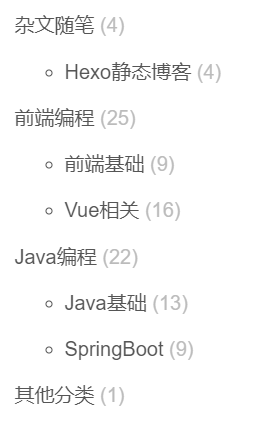 杂文随笔 (4)
Hexo静态博客 (4)
前端编程 (25)
前端基础 (9)
Vue相关 (16)
Java编程 (22)
Java基础 (13)
SpringBoot (9)
其他分类 (1)